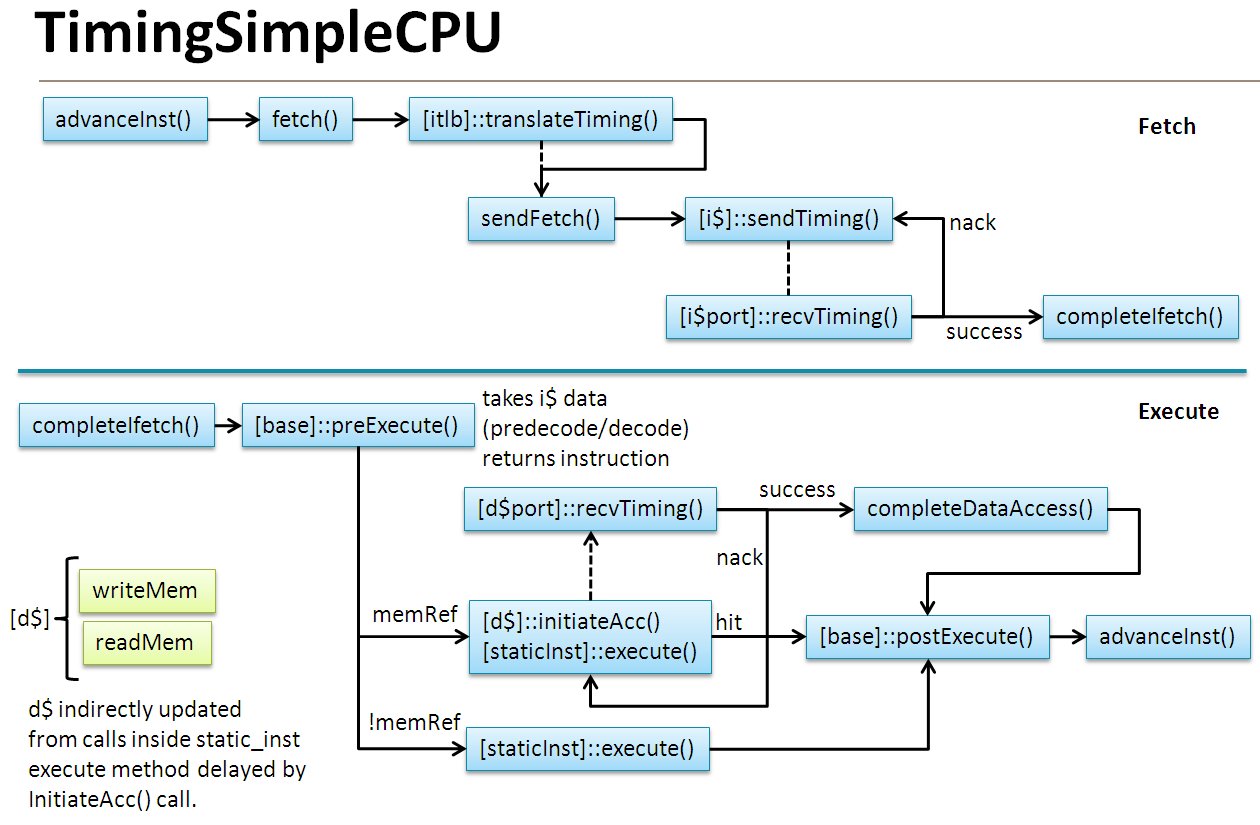 TimingSimpleCPU
advanceInst()
fetch()
[itlb]::translateTiming()
Fetch
sendFetch()
[i$]::sendTiming()
nack
[i$port]::recvTiming()
success
completeIfetch()
completeIfetch()
[base]::preExecute()
takes i$ data
(predecode/decode)
returns instruction
Execute
[d$port]::recvTiming()
success
completeDataAccess()
nack
[d$]
writeMem
readMem
memRef
[d$]::initiateAcc()
[staticInst]::execute()
hit
[base]::postExecute()
advanceInst()
!memRef
[staticInst]::execute()
d$ indirectly updated
from calls inside static_inst
execute method delayed by
InitiateAcc() call.